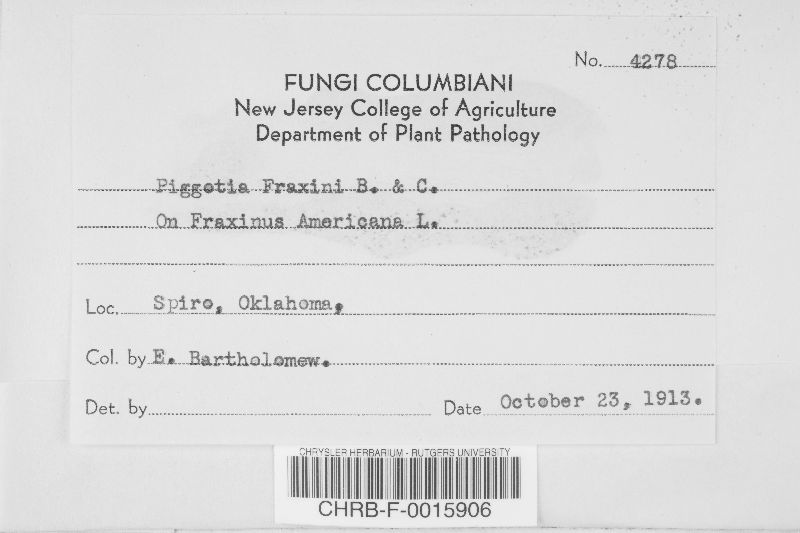 No. 4278
FUNGI COLUMBIANI
New Jersey College of Agriculture
Department of Plant Pathology
Piggotia Fraxini B. & C.
On Fraxinus Americana L.
Loc. Spiro, Oklahoma,
Col. by E. Bartholomew.
Det. by
Date October 23, 1913.
CHRYSLER HERBARIUM - RUTGERS UNIVERSITY
CHRB-F-0015906